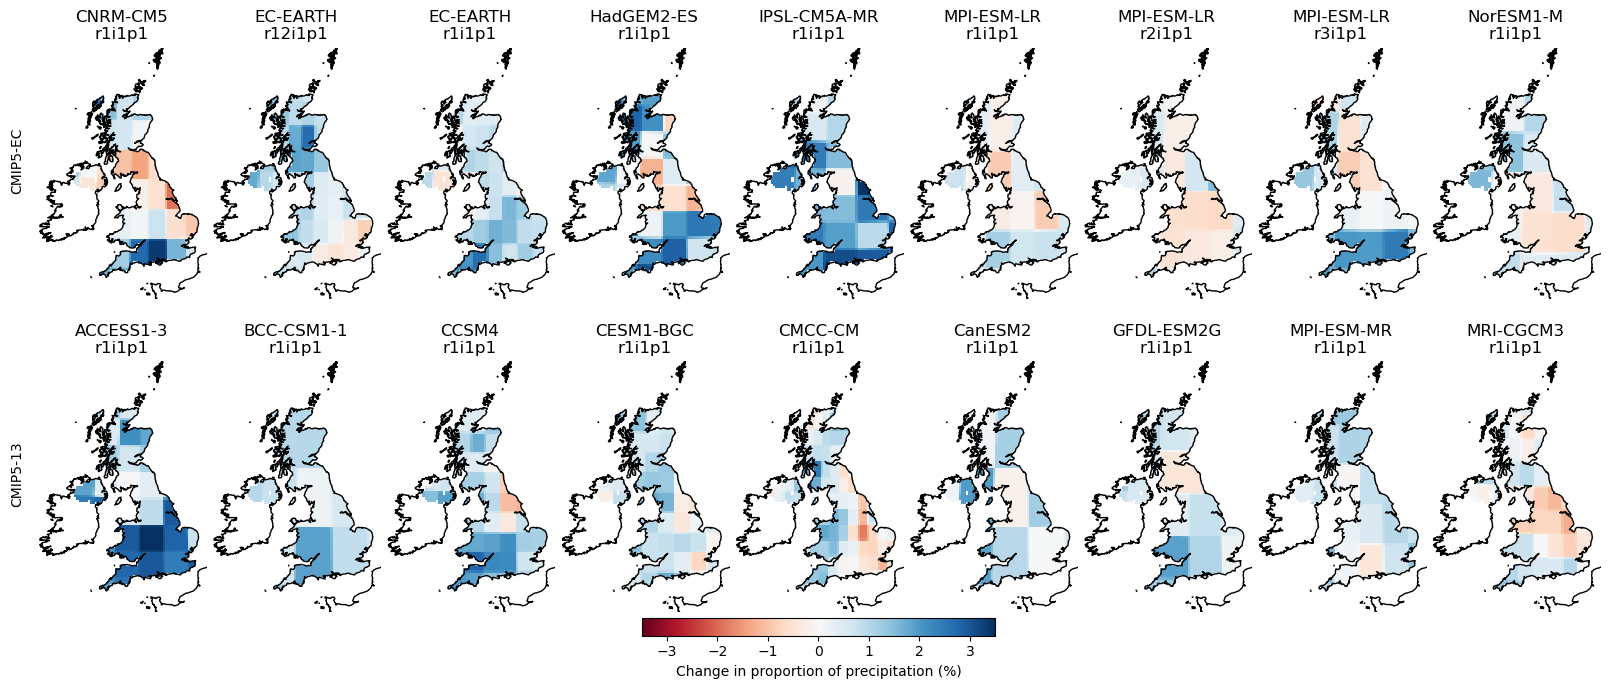 CNRM-CM5 EC-EARTH EC-EARTH HadGEM2-ES IPSL-CM5A-MR MPI-ESM-LR MPI-ESM-LR MPI-ESM-LR NorESM1-M
r1i1p1 r12i1p1 r1i1p1 r1i1p1 r1i1p1 r1i1p1 r2i1p1 r3i1p1 r1i1p1
CMIP5-EC
ACCESS1-3 BCC-CSM1-1 CCSM4 CESM1-BGC CMCC-CM CanESM2 GFDL-ESM2G MPI-ESM-MR MRI-CGCM3
r1i1p1 r1i1p1 r1i1p1 r1i1p1 r1i1p1 r1i1p1 r1i1p1 r1i1p1 r1i1p1
CMIP5-13
−3 −2 −1 0 1 2 3
Change in proportion of precipitation (%)